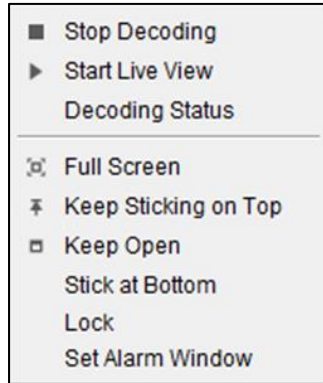 Stop Decoding
Start Live View
Decoding Status
Full Screen
Keep Sticking on Top
Keep Open
Stick at Bottom
Lock
Set Alarm Window